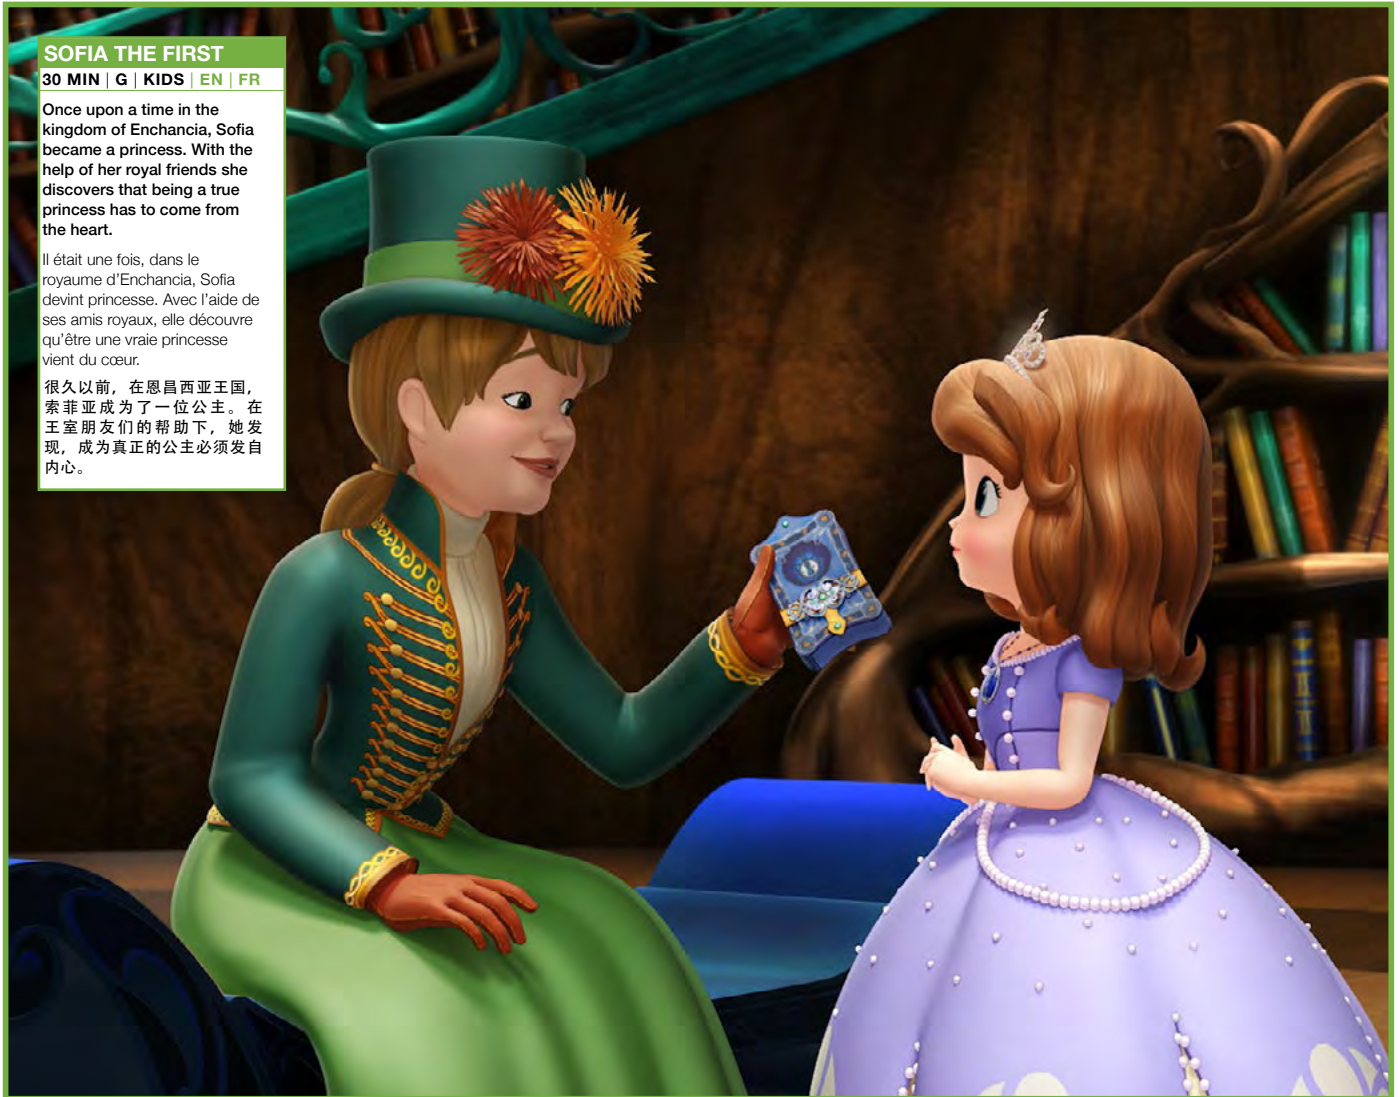 SOFIA THE FIRST
30 MIN | G | KIDS | EN | FR
Once upon a time in the
kingdom of Enchancia, Sofia
became a princess. With the
help of her royal friends she
discovers that being a true
princess has to come from
the heart.
Il était une fois, dans le
royaume d’Enchancia, Sofia
devint princesse. Avec l’aide de
ses amis royaux, elle découvre
qu’être une vraie princesse
vient du cœur.
很久以前，在恩昌西亚王国，
索菲亚成为了一位公主。在
王室朋友们的帮助下，她发
现，成为真正的公主必须发自
内心。